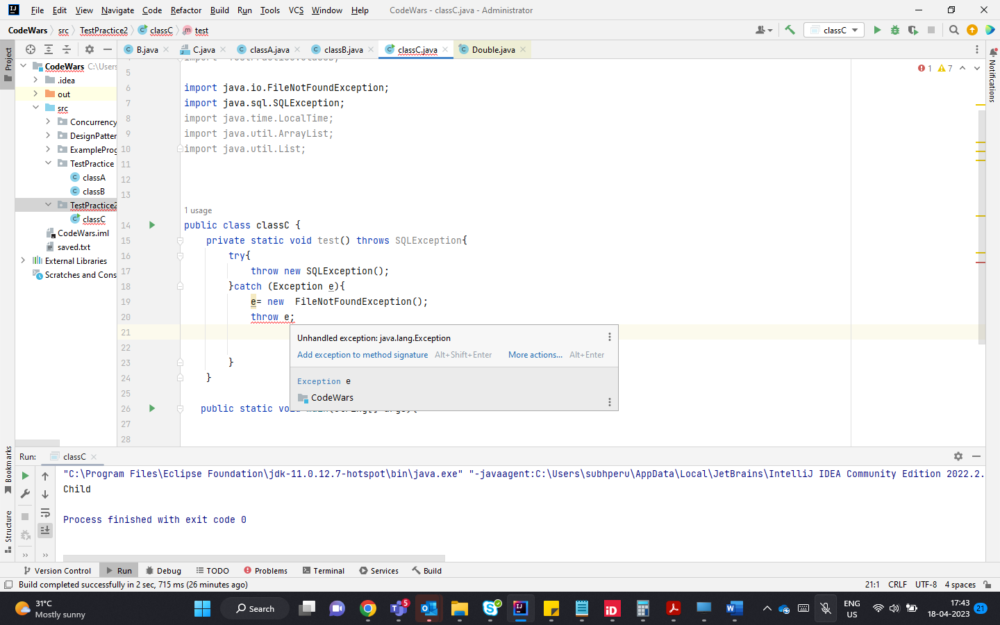 File Edit View Navigate Code Refactor Build Run Tools VCS Window Help CodeWars - classC.java - Administrator
CodeWars src TestPractice2 classC test classC
B.java C.java classA.java classB.java classC.java Double.java
Project
CodeWars C:\Users
.idea
out
src
Concurrency
DesignPatter
ExampleProg
TestPractice
classA
classB
TestPractice2
classC
CodeWars.iml
saved.txt
External Libraries
Scratches and Cons
1 7
Notifications
5
6 import java.io.FileNotFoundException;
7 import java.sql.SQLException;
8 import java.time.LocalTime;
9 import java.util.ArrayList;
10 import java.util.List;
11
12
13
1 usage
14 public class classC {
15 private static void test() throws SQLException{
16 try{
17 throw new SQLException();
18 }catch (Exception e){
19 e= new  FileNotFoundException();
20 throw e;
21
22
23 }
24 }
25
26 public static
27
28
Unhandled exception: java.lang.Exception
Add exception to method signature Alt+Shift+Enter More actions... Alt+Enter
Exception e
CodeWars
Bookmarks
Structure
Run: classC
"C:\Program Files\Eclipse Foundation\jdk-11.0.12.7-hotspot\bin\java.exe" "-javaagent:C:\Users\subhperu\AppData\Local\JetBrains\IntelliJ IDEA Community Edition 2022.2.
Child
Process finished with exit code 0
Version Control Run Debug TODO Problems Terminal Services Build
Build completed successfully in 2 sec, 715 ms (26 minutes ago) 21:1 CRLF UTF-8 4 spaces
31°C
Mostly sunny
Search
5
ENG
US
17:43
18-04-2023
21